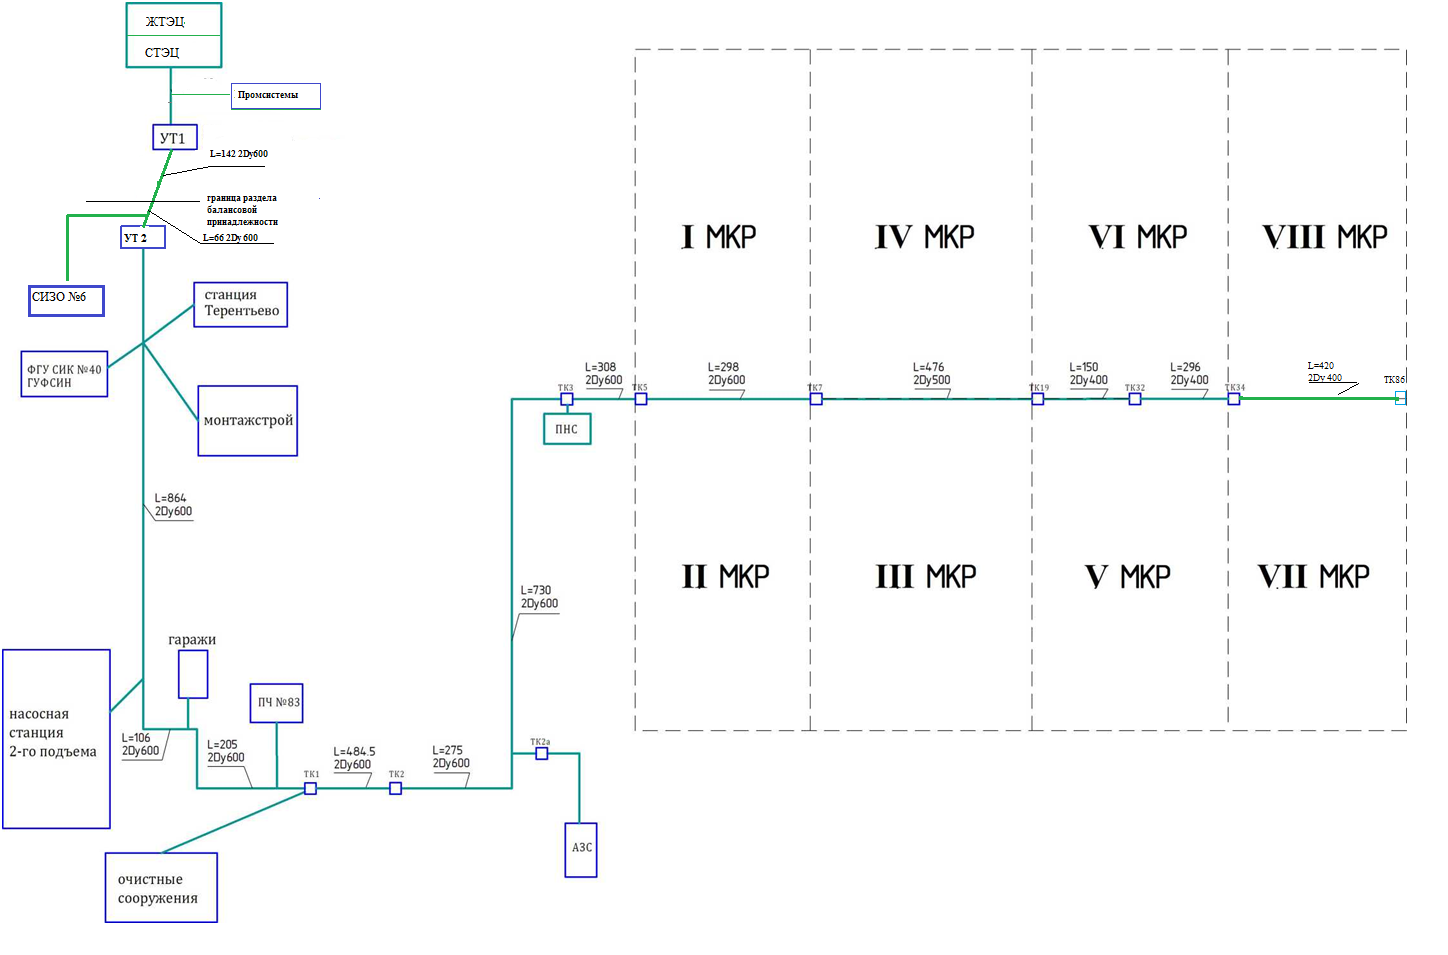 ЖТЭЦ
СТЭЦ
Промсистемы
УТ1
L=142 2Dy600
граница раздела
балансовой
принадлежности
L=66 2Dy 600
УТ 2
СИЗО №6
станция
Терентьево
ФГУ СИК №40
ГУФСИН
монтажстрой
L=864
2Dy600
гаражи
насосная
станция
2-го подъема
L=106
2Dy600
ПЧ №83
L=205
2Dy600
ТК1
L=484.5
2Dy600
ТК2
L=275
2Dy600
очистные
сооружения
ТК2а
АЗС
L=730
2Dy600
ТК3
ПНС
L=308
2Dy600
ТК5
L=298
2Dy600
ТК7
L=476
2Dy500
ТК19
L=150
2Dy400
ТК32
L=296
2Dy400
ТК34
L=420
2Dy 400
ТК86
I МКР
IV МКР
VI МКР
VIII МКР
II МКР
III МКР
V МКР
VII МКР